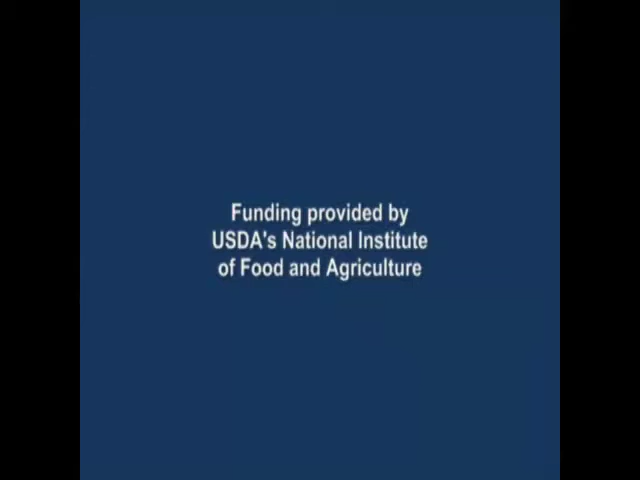 Funding provided by
USDA's National Institute
of Food and Agriculture